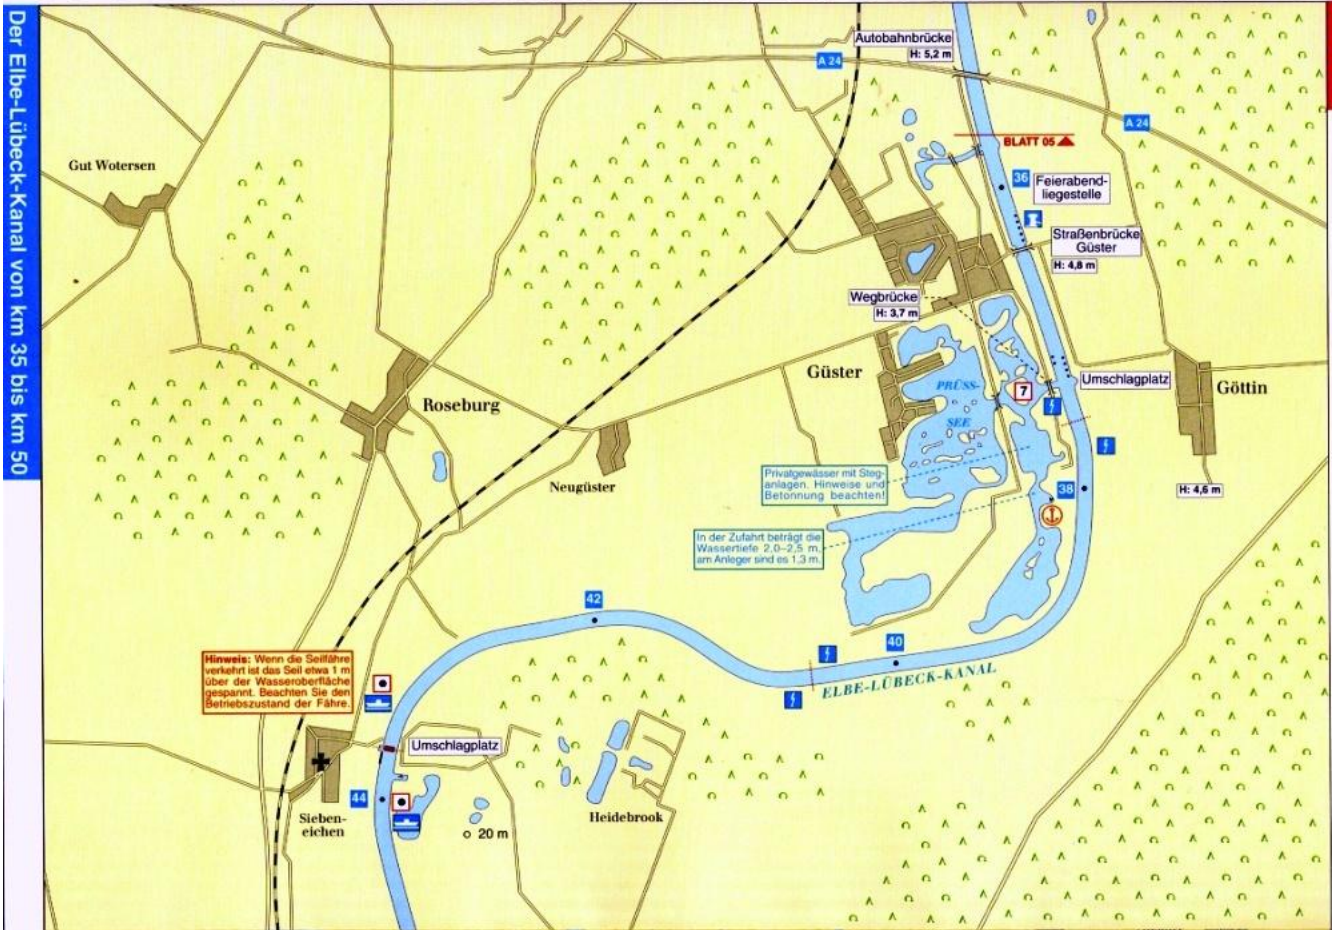 Der Elbe-Lübeck-Kanal von km 35 bis km 50
Autobahnbrücke
H: 5,2 m
A 24
A 24
BLATT 05
Gut Wotersen
36
Feierabend-
liegestelle
Straßenbrücke
Güster
H: 4,8 m
Wegbrücke
H: 3,7 m
Güster
PRÜSS-
SEE
7
Umschlagplatz
Göttin
Roseburg
Neugüster
Privatgewässer mit Steg-
anlagen. Hinweise und
Betonnung beachten!
38
H: 4,6 m
In der Zufahrt beträgt die
Wassertiefe 2,0–2,5 m,
am Anleger sind es 1,3 m.
42
40
ELBE-LÜBECK-KANAL
Hinweis: Wenn die Seilfähre
verkehrt ist das Seil etwa 1 m
über der Wasseroberfläche
gespannt. Beachten Sie den
Betriebszustand der Fähre.
Umschlagplatz
44
Sieben-
eichen
20 m
Heidebrook